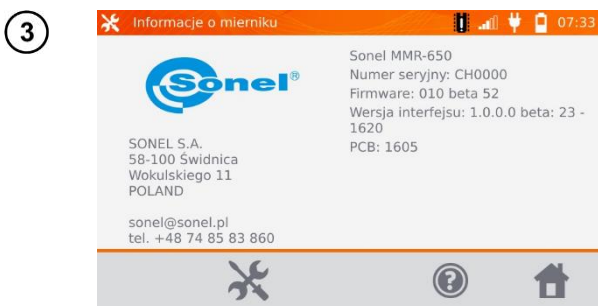 3
Informacje o mierniku
07:33
Sonel®
SONEL S.A.
58-100 Świdnica
Wokulskiego 11
POLAND
sonel@sonel.pl
tel. +48 74 85 83 860
Sonel MMR-650
Numer seryjny: CH0000
Firmware: 010 beta 52
Wersja interfejsu: 1.0.0.0 beta: 23 -
1620
PCB: 1605
?